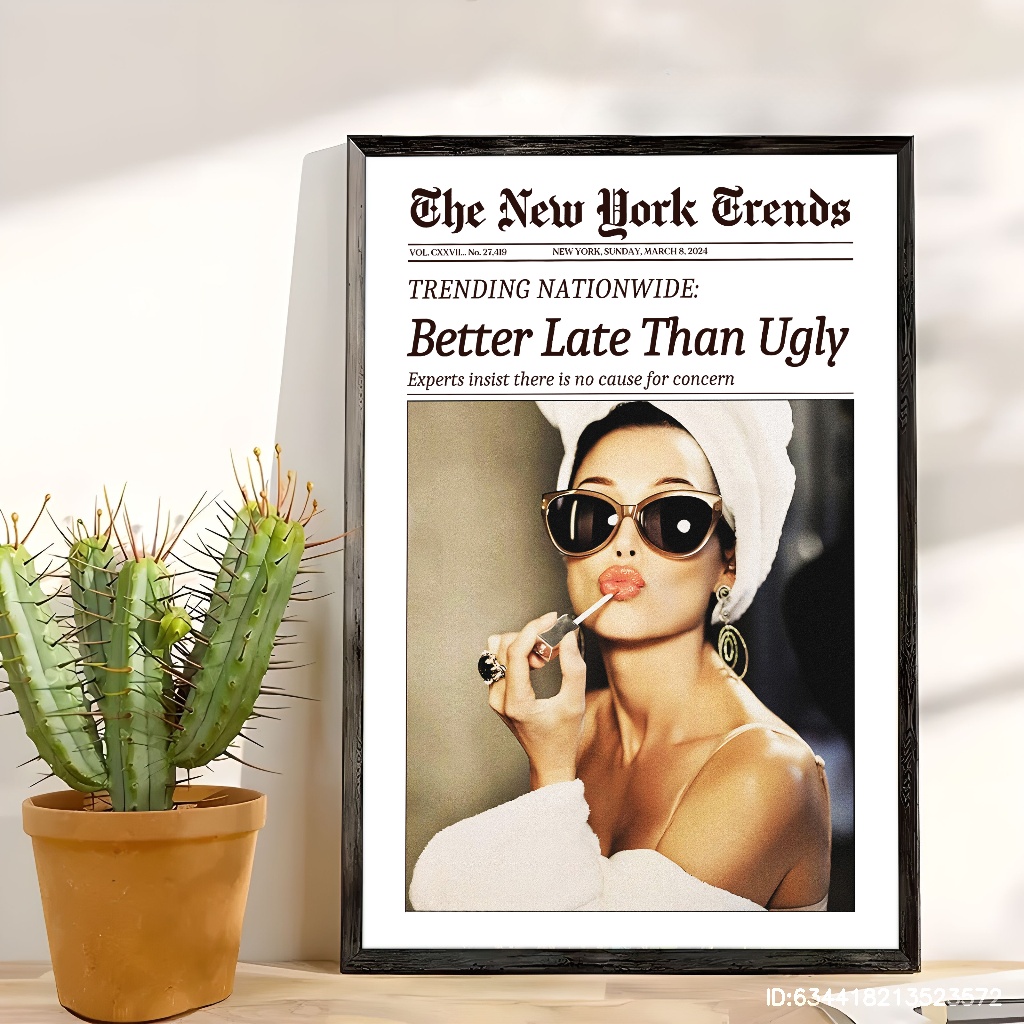 The New York Trends
VOL. CXXVII... No. 27,419 NEW YORK, SUNDAY, MARCH 8, 2024
TRENDING NATIONWIDE:
Better Late Than Ugly
Experts insist there is no cause for concern
ID:634418213523572